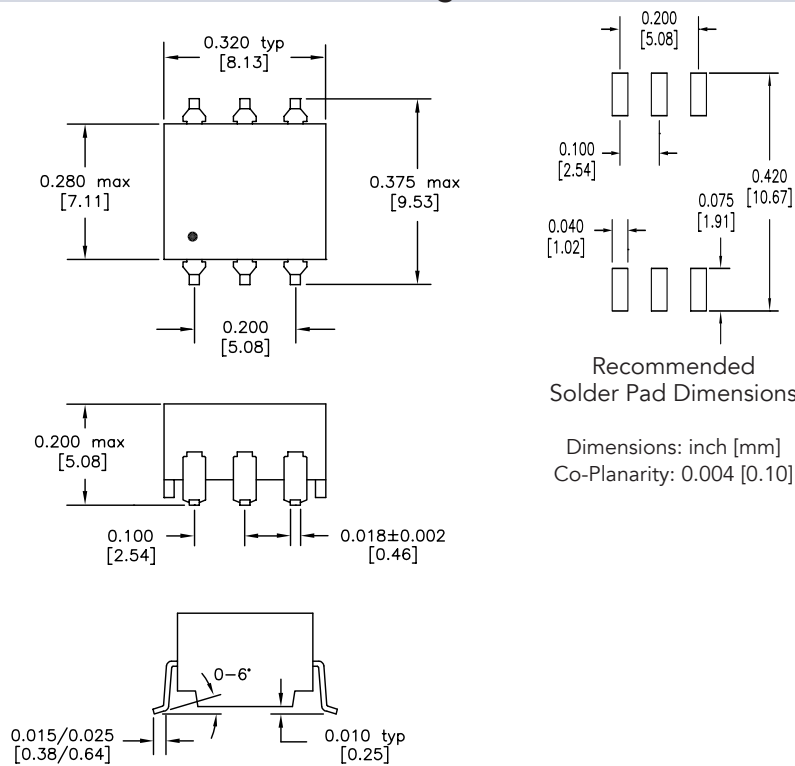 0.320 typ
[8.13]
0.280 max
[7.11]
0.375 max
[9.53]
0.200
[5.08]
0.200 max
[5.08]
0.100
[2.54]
0.018±0.002
[0.46]
0-6°
0.015/0.025
[0.38/0.64]
0.010 typ
[0.25]
0.200
[5.08]
0.100
[2.54]
0.420
[10.67]
0.075
[1.91]
0.040
[1.02]
Recommended
Solder Pad Dimensions
Dimensions: inch [mm]
Co-Planarity: 0.004 [0.10]